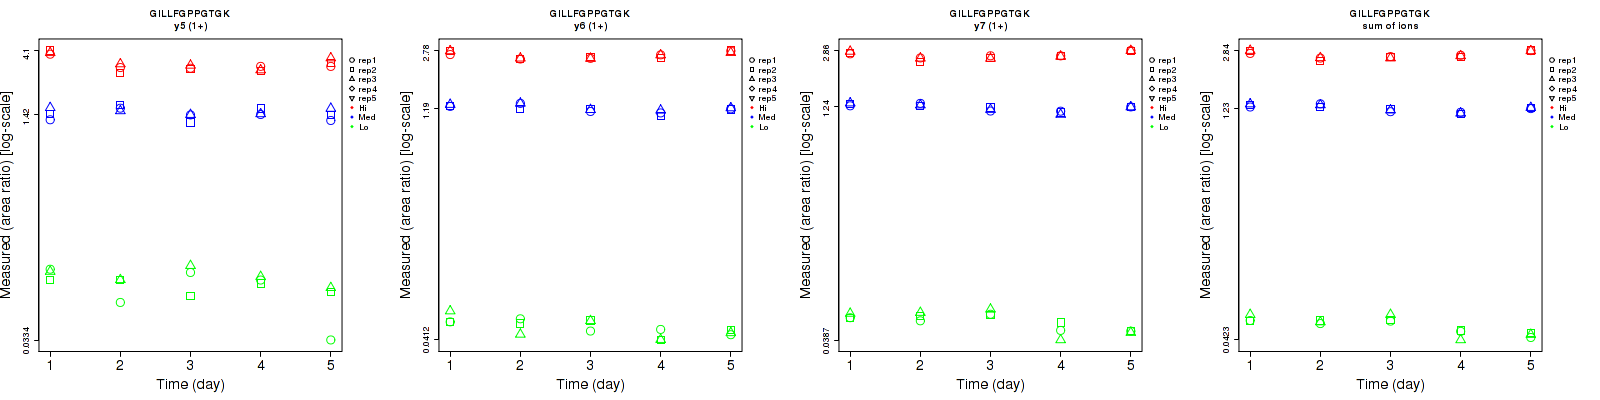 GILLFGPPGTGK
y5 (1+)
Measured (area ratio) [log-scale]
4.1
1.42
0.0334
1 2 3 4 5
Time (day)
rep1
rep2
rep3
rep4
rep5
Hi
Med
Lo
GILLFGPPGTGK
y6 (1+)
Measured (area ratio) [log-scale]
2.78
1.19
0.0412
1 2 3 4 5
Time (day)
rep1
rep2
rep3
rep4
rep5
Hi
Med
Lo
GILLFGPPGTGK
y7 (1+)
Measured (area ratio) [log-scale]
2.86
1.24
0.0387
1 2 3 4 5
Time (day)
rep1
rep2
rep3
rep4
rep5
Hi
Med
Lo
GILLFGPPGTGK
sum of ions
Measured (area ratio) [log-scale]
2.84
1.23
0.0423
1 2 3 4 5
Time (day)
rep1
rep2
rep3
rep4
rep5
Hi
Med
Lo